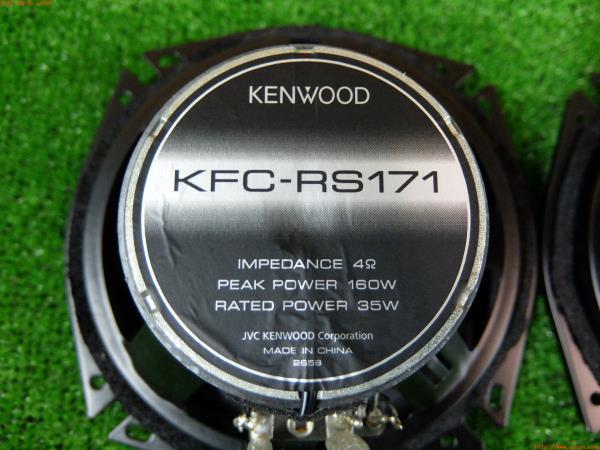 KENWOOD
KFC-RS171
IMPEDANCE 4Ω
PEAK POWER 160W
RATED POWER 35W
JVC KENWOOD Corporation
MADE IN CHINA
2658